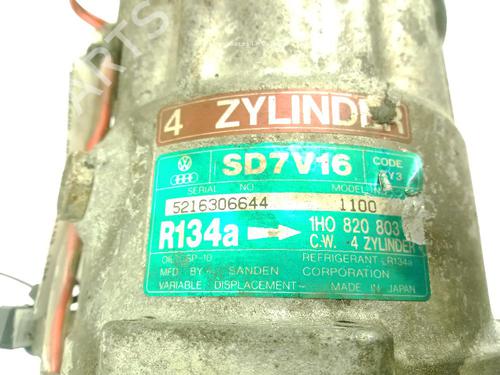 4 ZYLINDER
SD7V16
CODE
SERIAL NO.
5216306644
1100
R134a
1H0 820 803
C.W. 4 ZYLINDER
REFRIGERANT R134a
MFD BY SANDEN CORPORATION
VARIABLE DISPLACEMENT
MADE IN JAPAN